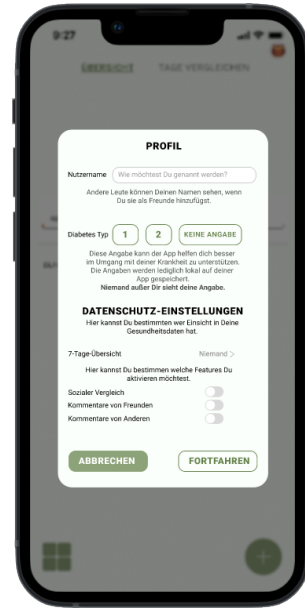 9:27
ÜBERSICHT TAGE VERGLEICHEN
PROFIL
Nutzername Wie möchtest Du genannt werden?
Andere Leute können Deinen Namen sehen, wenn
Du sie als Freunde hinzufügst.
Diabetes Typ 1 2 KEINE ANGABE
Diese Angabe kann der App helfen dich besser
im Umgang mit deiner Krankheit zu unterstützen.
Die Angaben werden lediglich lokal auf deiner
App gespeichert.
Niemand außer Dir sieht deine Angabe.
DATENSCHUTZ-EINSTELLUNGEN
Hier kannst Du bestimmten wer Einsicht in Deine
Gesundheitsdaten hat.
7-Tage-Übersicht Niemand >
Hier kannst Du bestimmen welche Features Du
aktivieren möchtest.
Sozialer Vergleich
Kommentare von Freunden
Kommentare von Anderen
ABBRECHEN FORTFAHREN